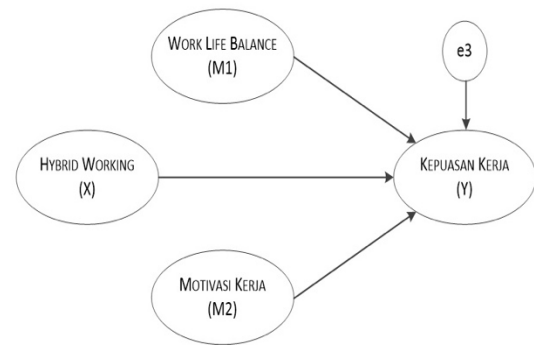 WORK LIFE BALANCE
(M1)
e3
HYBRID WORKING
(X)
KEPUASAN KERJA
(Y)
MOTIVASI KERJA
(M2)